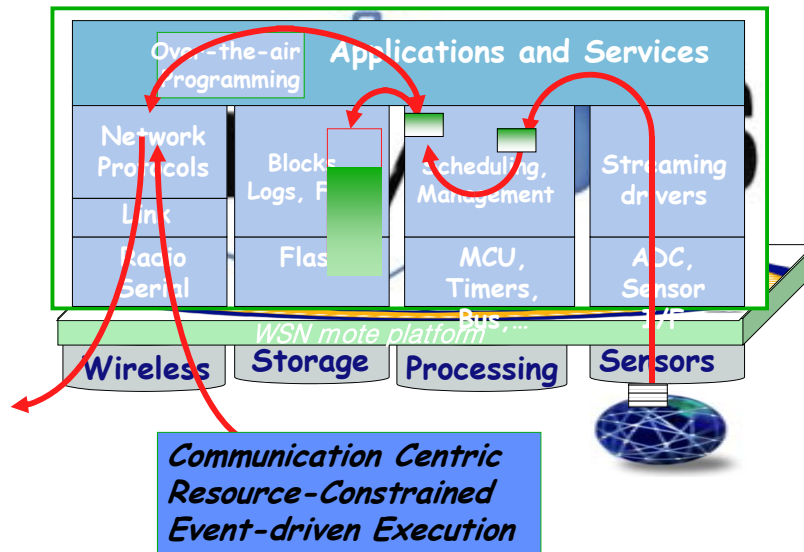 Over-the-air
Programming
Applications and Services
Network
Protocols
Link
Radio
Serial
Blocks,
Logs, F
Flas
Scheduling,
Management
MCU,
Timers,
Bus,…
Streaming
drivers
ADC,
Sensor
I/F
WSN mote platform
Wireless
Storage
Processing
Sensors
Communication Centric
Resource-Constrained
Event-driven Execution